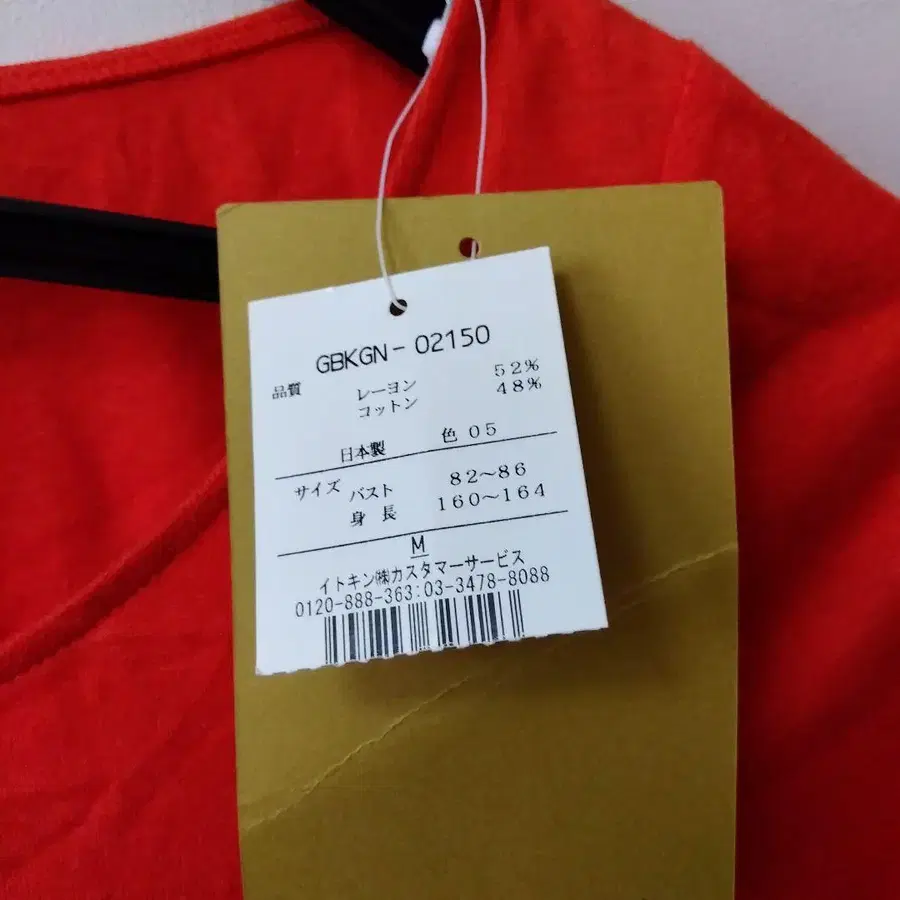 GBKGN-02150
品質 レーヨン 52%
コットン 48%
日本製 色 05
サイズ バスト 82〜86
身長 160〜164
M
イトキン㈱カスタマーサービス
0120-888-363:03-3478-8088